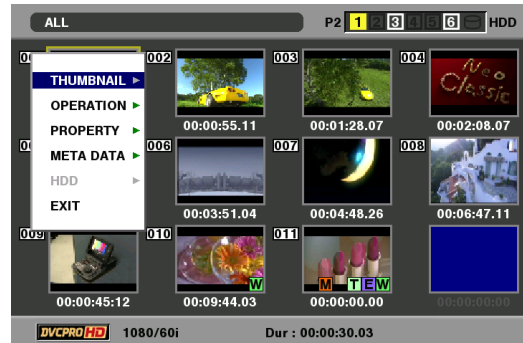 ALL P2 1 2 3 4 5 6 HDD
002 003 004
THUMBNAIL
OPERATION
PROPERTY
META DATA
HDD
EXIT
00:00:55.11 00:01:28.07 00:02:08.07
Neo Classic
006 007 008
00:03:51.04 00:04:48.26 00:06:47.11
009 010 011
W M T E W
00:00:45:12 00:09:44.03 00:00:00.00 00:00:00:00
DVCPRO HD 1080/60i Dur : 00:00:30.03